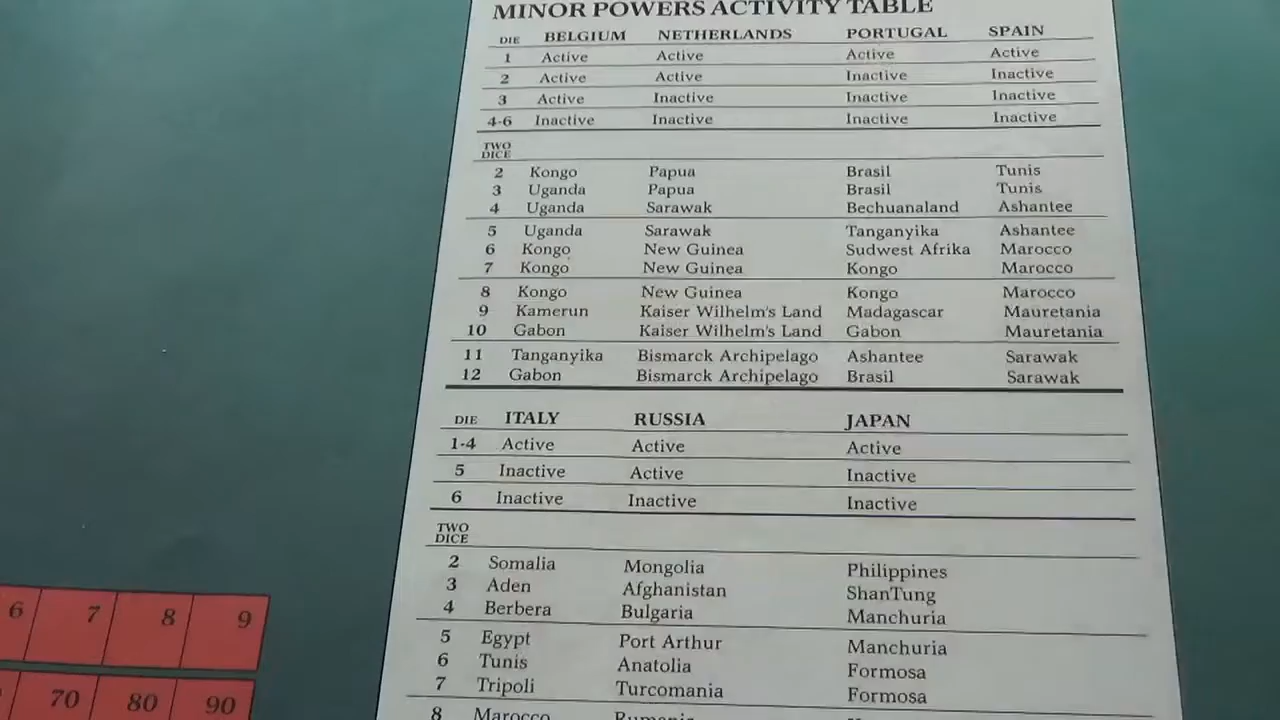 MINOR POWERS ACTIVITY TABLE
DIE BELGIUM NETHERLANDS PORTUGAL SPAIN
1 Active Active Active Active
2 Active Active Inactive Inactive
3 Active Inactive Inactive Inactive
4-6 Inactive Inactive Inactive Inactive
TWO
DICE
2 Kongo Papua Brasil Tunis
3 Uganda Papua Brasil Tunis
4 Uganda Sarawak Bechuanaland Ashantee
5 Uganda Sarawak Tanganyika Ashantee
6 Kongo New Guinea Sudwest Afrika Marocco
7 Kongo New Guinea Kongo Marocco
8 Kongo New Guinea Kongo Marocco
9 Kamerun Kaiser Wilhelm's Land Madagascar Mauretania
10 Gabon Kaiser Wilhelm's Land Gabon Mauretania
11 Tanganyika Bismarck Archipelago Ashantee Sarawak
12 Gabon Bismarck Archipelago Brasil Sarawak
DIE ITALY RUSSIA JAPAN
1-4 Active Active Active
5 Inactive Active Inactive
6 Inactive Inactive Inactive
TWO
DICE
2 Somalia Mongolia Philippines
3 Aden Afghanistan ShanTung
4 Berbera Bulgaria Manchuria
5 Egypt Port Arthur Manchuria
6 Tunis Anatolia Formosa
7 Tripoli Turcomania Formosa
8 Marocco Rumania
6 7 8 9
70 80 90